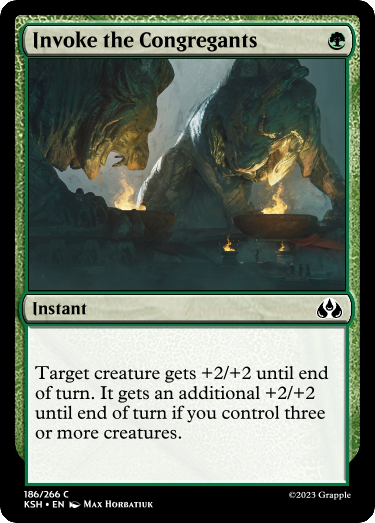 Invoke the Congregants
Instant
Target creature gets +2/+2 until end
of turn. It gets an additional +2/+2
until end of turn if you control three
or more creatures.
186/266 C
KSH • EN Max Horbatiuk
©2023 Grapple